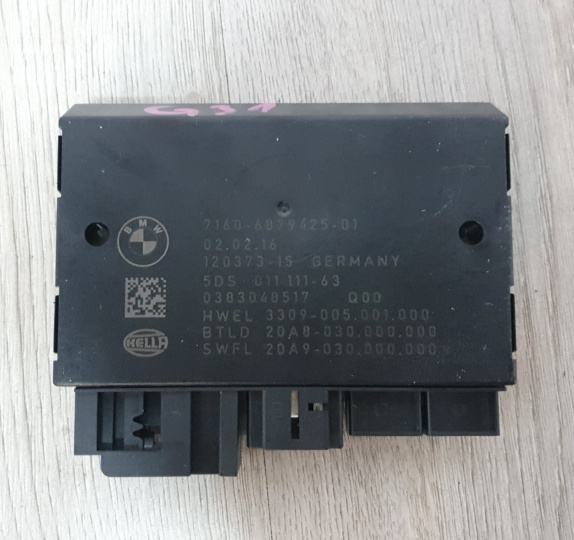 G31
BMW
7160-6879425-01
02.02.16
120373-15 GERMANY
5DS 011 111-63
0383040517 Q00
HWEL 3309-005.001.000
BTLD 20A8-030.000.000
HELLA
SWFL 20A9-030.000.000